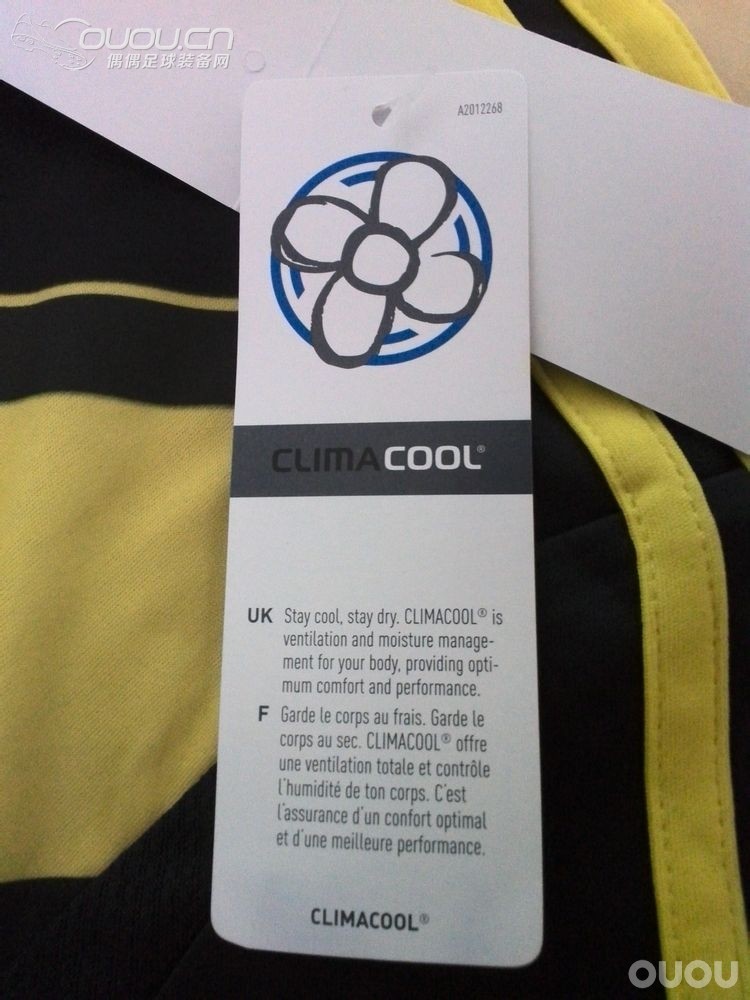 OUOU.CN
偶偶足球装备网
A2012268
CLIMACOOL®
UK Stay cool, stay dry. CLIMACOOL® is
ventilation and moisture manage-
ment for your body, providing opti-
mum comfort and performance.
F Garde le corps au frais. Garde le
corps au sec. CLIMACOOL® offre
une ventilation totale et contrôle
l'humidité de ton corps. C'est
l'assurance d'un confort optimal
et d'une meilleure performance.
CLIMACOOL®
OUOU